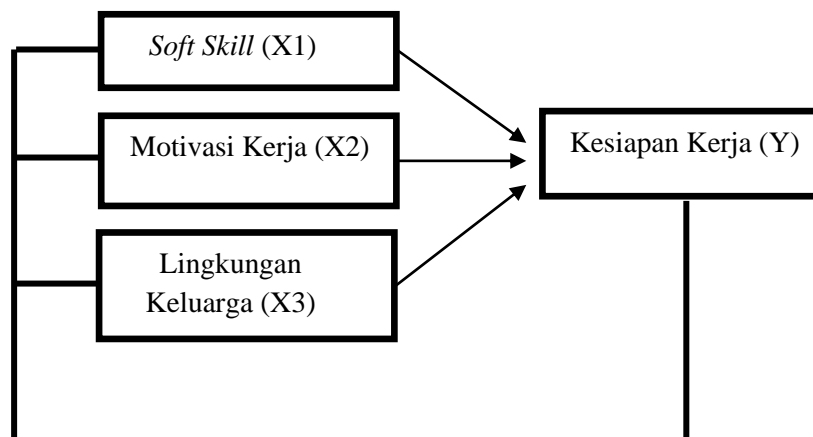 Soft Skill (X1)
Motivasi Kerja (X2)
Lingkungan
Keluarga (X3)
Kesiapan Kerja (Y)